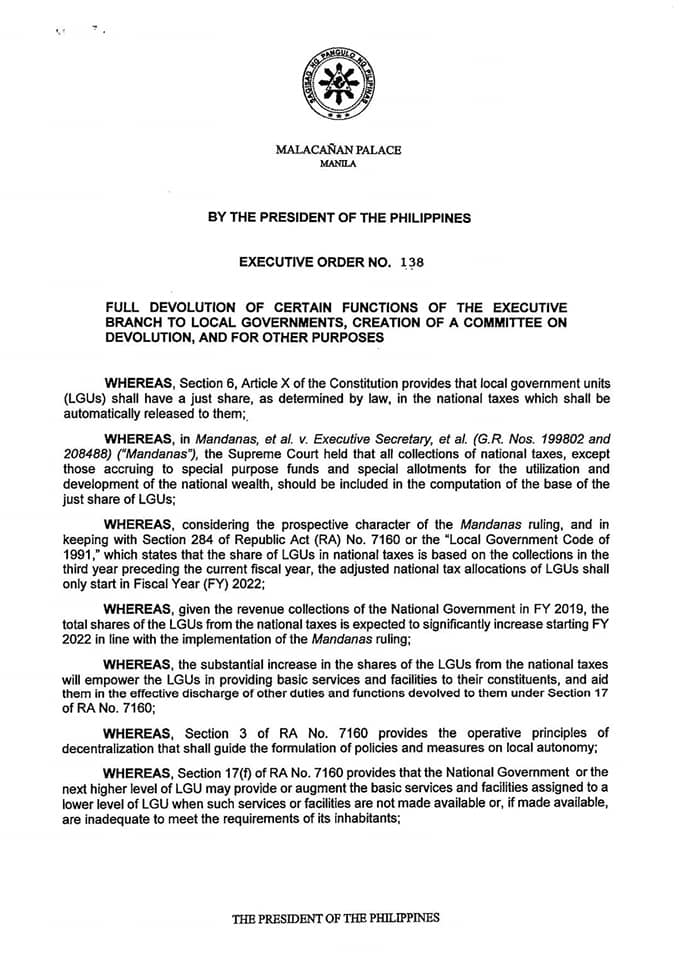 SAGISAG NG PANGULO NG PILIPINAS
MALACAÑAN PALACE
MANILA
BY THE PRESIDENT OF THE PHILIPPINES
EXECUTIVE ORDER NO. 138
FULL DEVOLUTION OF CERTAIN FUNCTIONS OF THE EXECUTIVE
BRANCH TO LOCAL GOVERNMENTS, CREATION OF A COMMITTEE ON
DEVOLUTION, AND FOR OTHER PURPOSES
WHEREAS, Section 6, Article X of the Constitution provides that local government units
(LGUs) shall have a just share, as determined by law, in the national taxes which shall be
automatically released to them;
WHEREAS, in Mandanas, et al. v. Executive Secretary, et al. (G.R. Nos. 199802 and
208488) ("Mandanas"), the Supreme Court held that all collections of national taxes, except
those accruing to special purpose funds and special allotments for the utilization and
development of the national wealth, should be included in the computation of the base of the
just share of LGUs;
WHEREAS, considering the prospective character of the Mandanas ruling, and in
keeping with Section 284 of Republic Act (RA) No. 7160 or the "Local Government Code of
1991," which states that the share of LGUs in national taxes is based on the collections in the
third year preceding the current fiscal year, the adjusted national tax allocations of LGUs shall
only start in Fiscal Year (FY) 2022;
WHEREAS, given the revenue collections of the National Government in FY 2019, the
total shares of the LGUs from the national taxes is expected to significantly increase starting FY
2022 in line with the implementation of the Mandanas ruling;
WHEREAS, the substantial increase in the shares of the LGUs from the national taxes
will empower the LGUs in providing basic services and facilities to their constituents, and aid
them in the effective discharge of other duties and functions devolved to them under Section 17
of RA No. 7160;
WHEREAS, Section 3 of RA No. 7160 provides the operative principles of
decentralization that shall guide the formulation of policies and measures on local autonomy;
WHEREAS, Section 17(f) of RA No. 7160 provides that the National Government or the
next higher level of LGU may provide or augment the basic services and facilities assigned to a
lower level of LGU when such services or facilities are not made available or, if made available,
are inadequate to meet the requirements of its inhabitants;
THE PRESIDENT OF THE PHILIPPINES